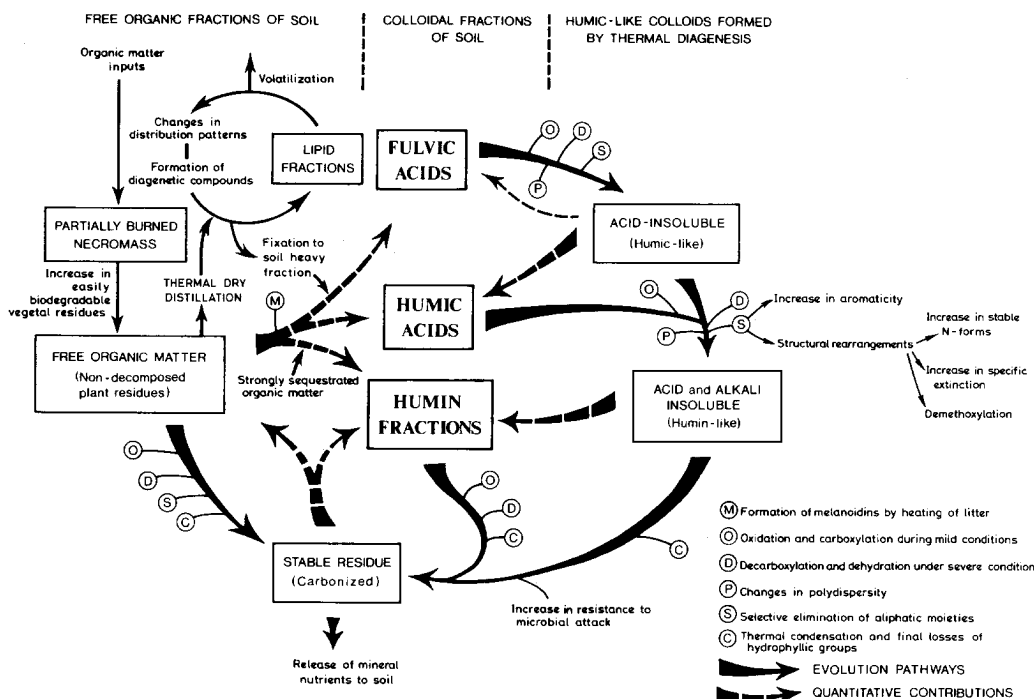 FREE ORGANIC FRACTIONS OF SOIL
COLLOIDAL FRACTIONS
OF SOIL
HUMIC-LIKE COLLOIDS FORMED
BY THERMAL DIAGENESIS
Organic matter
inputs
Volatilization
Changes in
distribution patterns
Formation of
diagenetic compounds
LIPID
FRACTIONS
FULVIC
ACIDS
O
D
S
P
PARTIALLY BURNED
NECROMASS
ACID-INSOLUBLE
(Humic-like)
Fixation to
soil heavy
fraction
Increase in
easily
biodegradable
vegetal residues
THERMAL DRY
DISTILLATION
M
HUMIC
ACIDS
O
D
P
S
Increase in aromaticity
Structural rearrangements
Increase in stable
N-forms
Increase in specific
extinction
Demethoxylation
FREE ORGANIC MATTER
(Non-decomposed
plant residues)
Strongly sequestrated
organic matter
HUMIN
FRACTIONS
ACID and ALKALI
INSOLUBLE
(Humin-like)
O
D
S
C
O
D
C
C
STABLE RESIDUE
(Carbonized)
Increase in resistance to
microbial attack
Release of mineral
nutrients to soil
M Formation of melanoidins by heating of litter
O Oxidation and carboxylation during mild conditions
D Decarboxylation and dehydration under severe condition
P Changes in polydispersity
S Selective elimination of aliphatic moieties
C Thermal condensation and final losses of
hydrophyllic groups
EVOLUTION PATHWAYS
QUANTITATIVE CONTRIBUTIONS